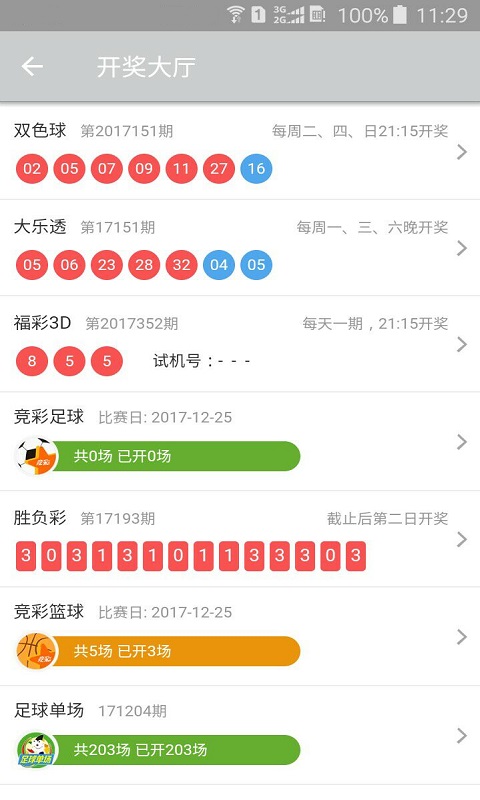 1 3G 2G 100% 11:29
开奖大厅
双色球 第2017151期 每周二、四、日21:15开奖
02 05 07 09 11 27 16
大乐透 第17151期 每周一、三、六晚开奖
05 06 23 28 32 04 05
福彩3D 第2017352期 每天一期，21:15开奖
8 5 5 试机号：- - -
竞彩足球 比赛日: 2017-12-25
竞彩 共0场 已开0场
胜负彩 第17193期 截止后第二日开奖
3 0 3 1 3 1 0 1 1 3 3 3 0 3
竞彩篮球 比赛日: 2017-12-25
竞彩 共5场 已开3场
足球单场 171204期
足球单场 共203场 已开203场